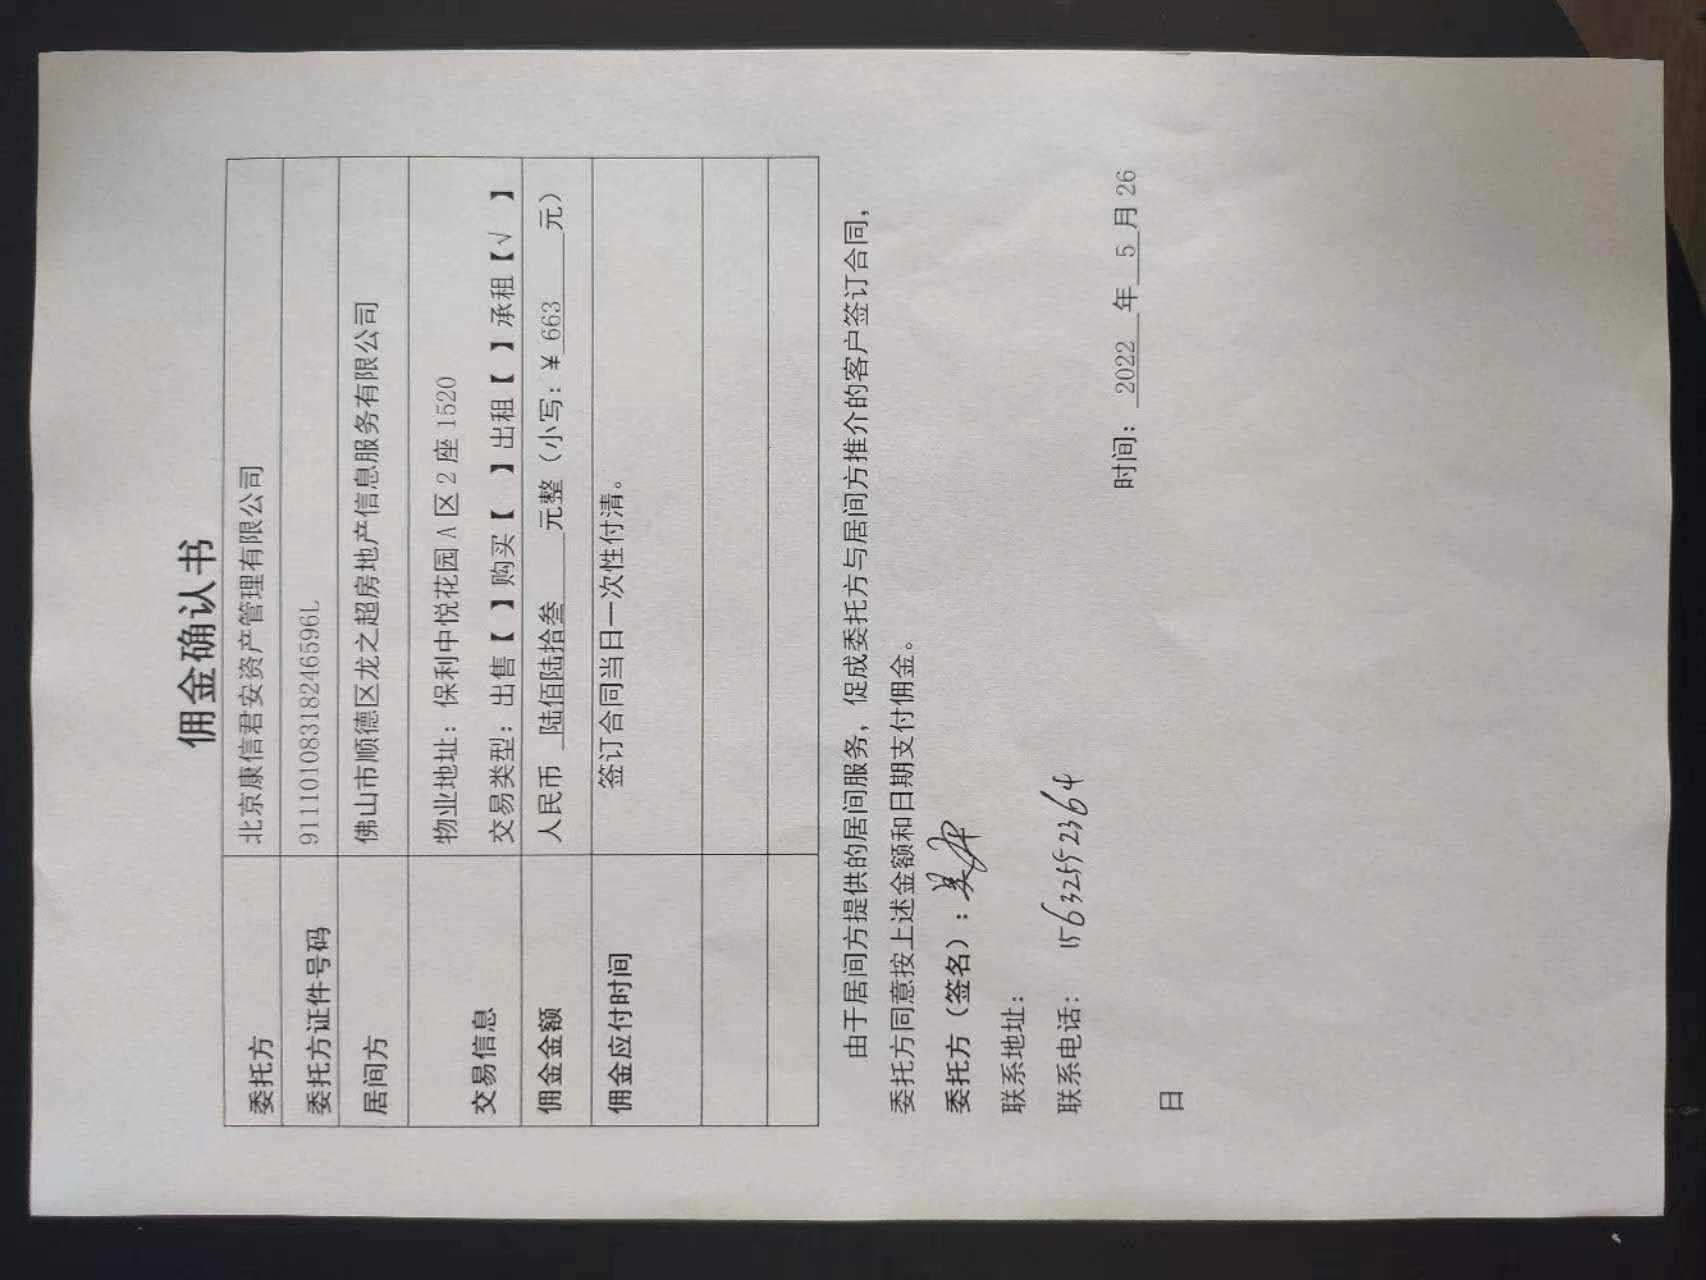 佣金确认书
委托方 北京康信君安资产管理有限公司
委托方证件号码 91110108318246596L
居间方 佛山市顺德区龙之超房地产信息服务有限公司
交易信息 物业地址：保利中悦花园 A 区 2 座 1520
交易类型：出售【 】购买【 】出租【 】承租【√ 】
佣金金额 人民币 陆佰陆拾叁 元整（小写：￥ 663 元）
佣金应付时间 签订合同当日一次性付清。
由于居间方提供的居间服务，促成委托方与居间方推介的客户签订合同，
委托方同意按上述金额和日期支付佣金。
委托方（签名）：
联系地址：
联系电话： 15632552364
时间： 2022 年 5 月 26
日